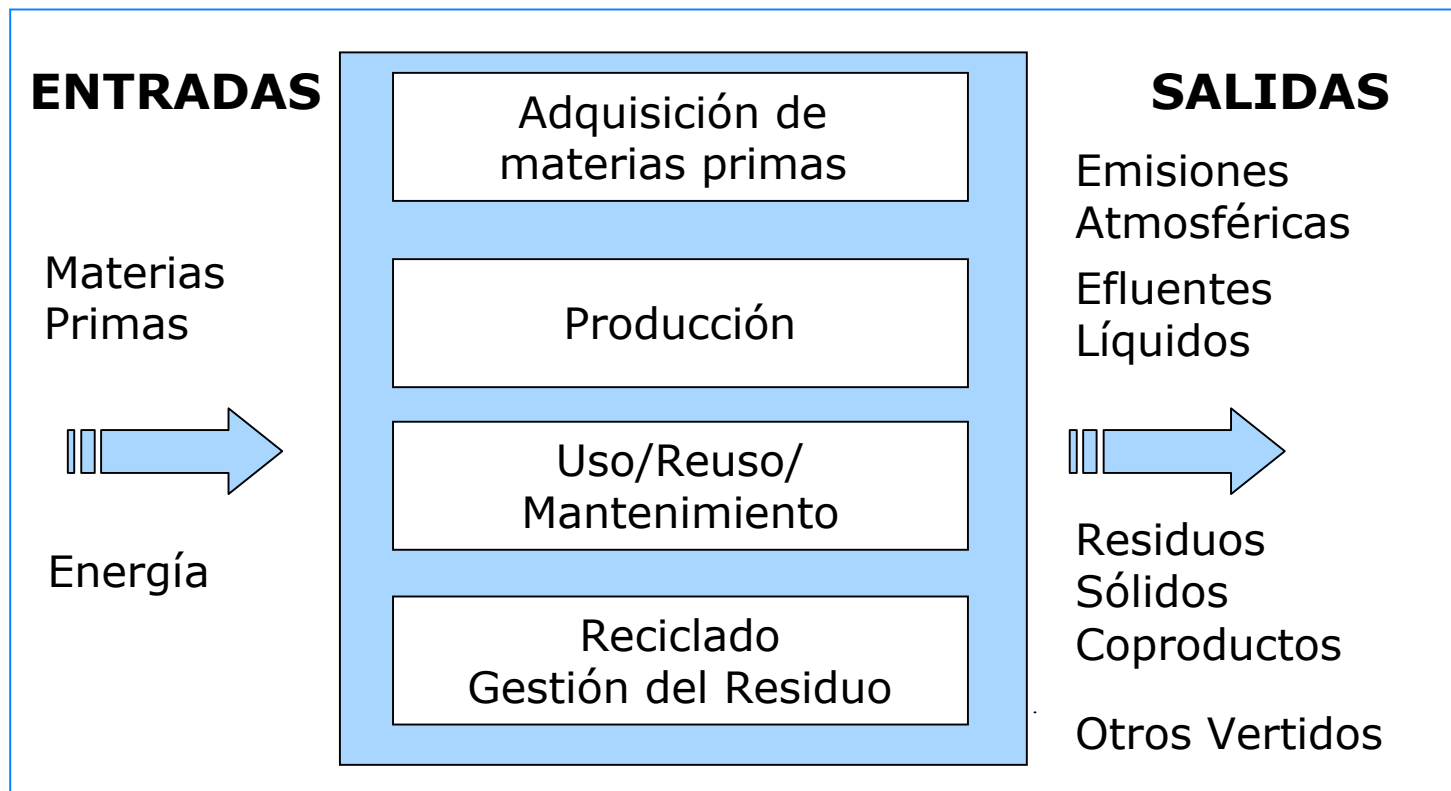 ENTRADAS
Materias
Primas
Energía
Adquisición de
materias primas
Producción
Uso/Reuso/
Mantenimiento
Reciclado
Gestión del Residuo
SALIDAS
Emisiones
Atmosféricas
Efluentes
Líquidos
Residuos
Sólidos
Coproductos
Otros Vertidos